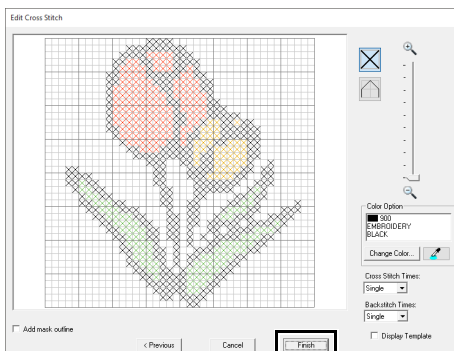 Edit Cross Stitch
Color Option
900
EMBROIDERY
BLACK
Change Color...
Cross Stitch Times:
Single
Backstitch Times:
Single
Add mask outline
Display Template
< Previous
Cancel
Finish